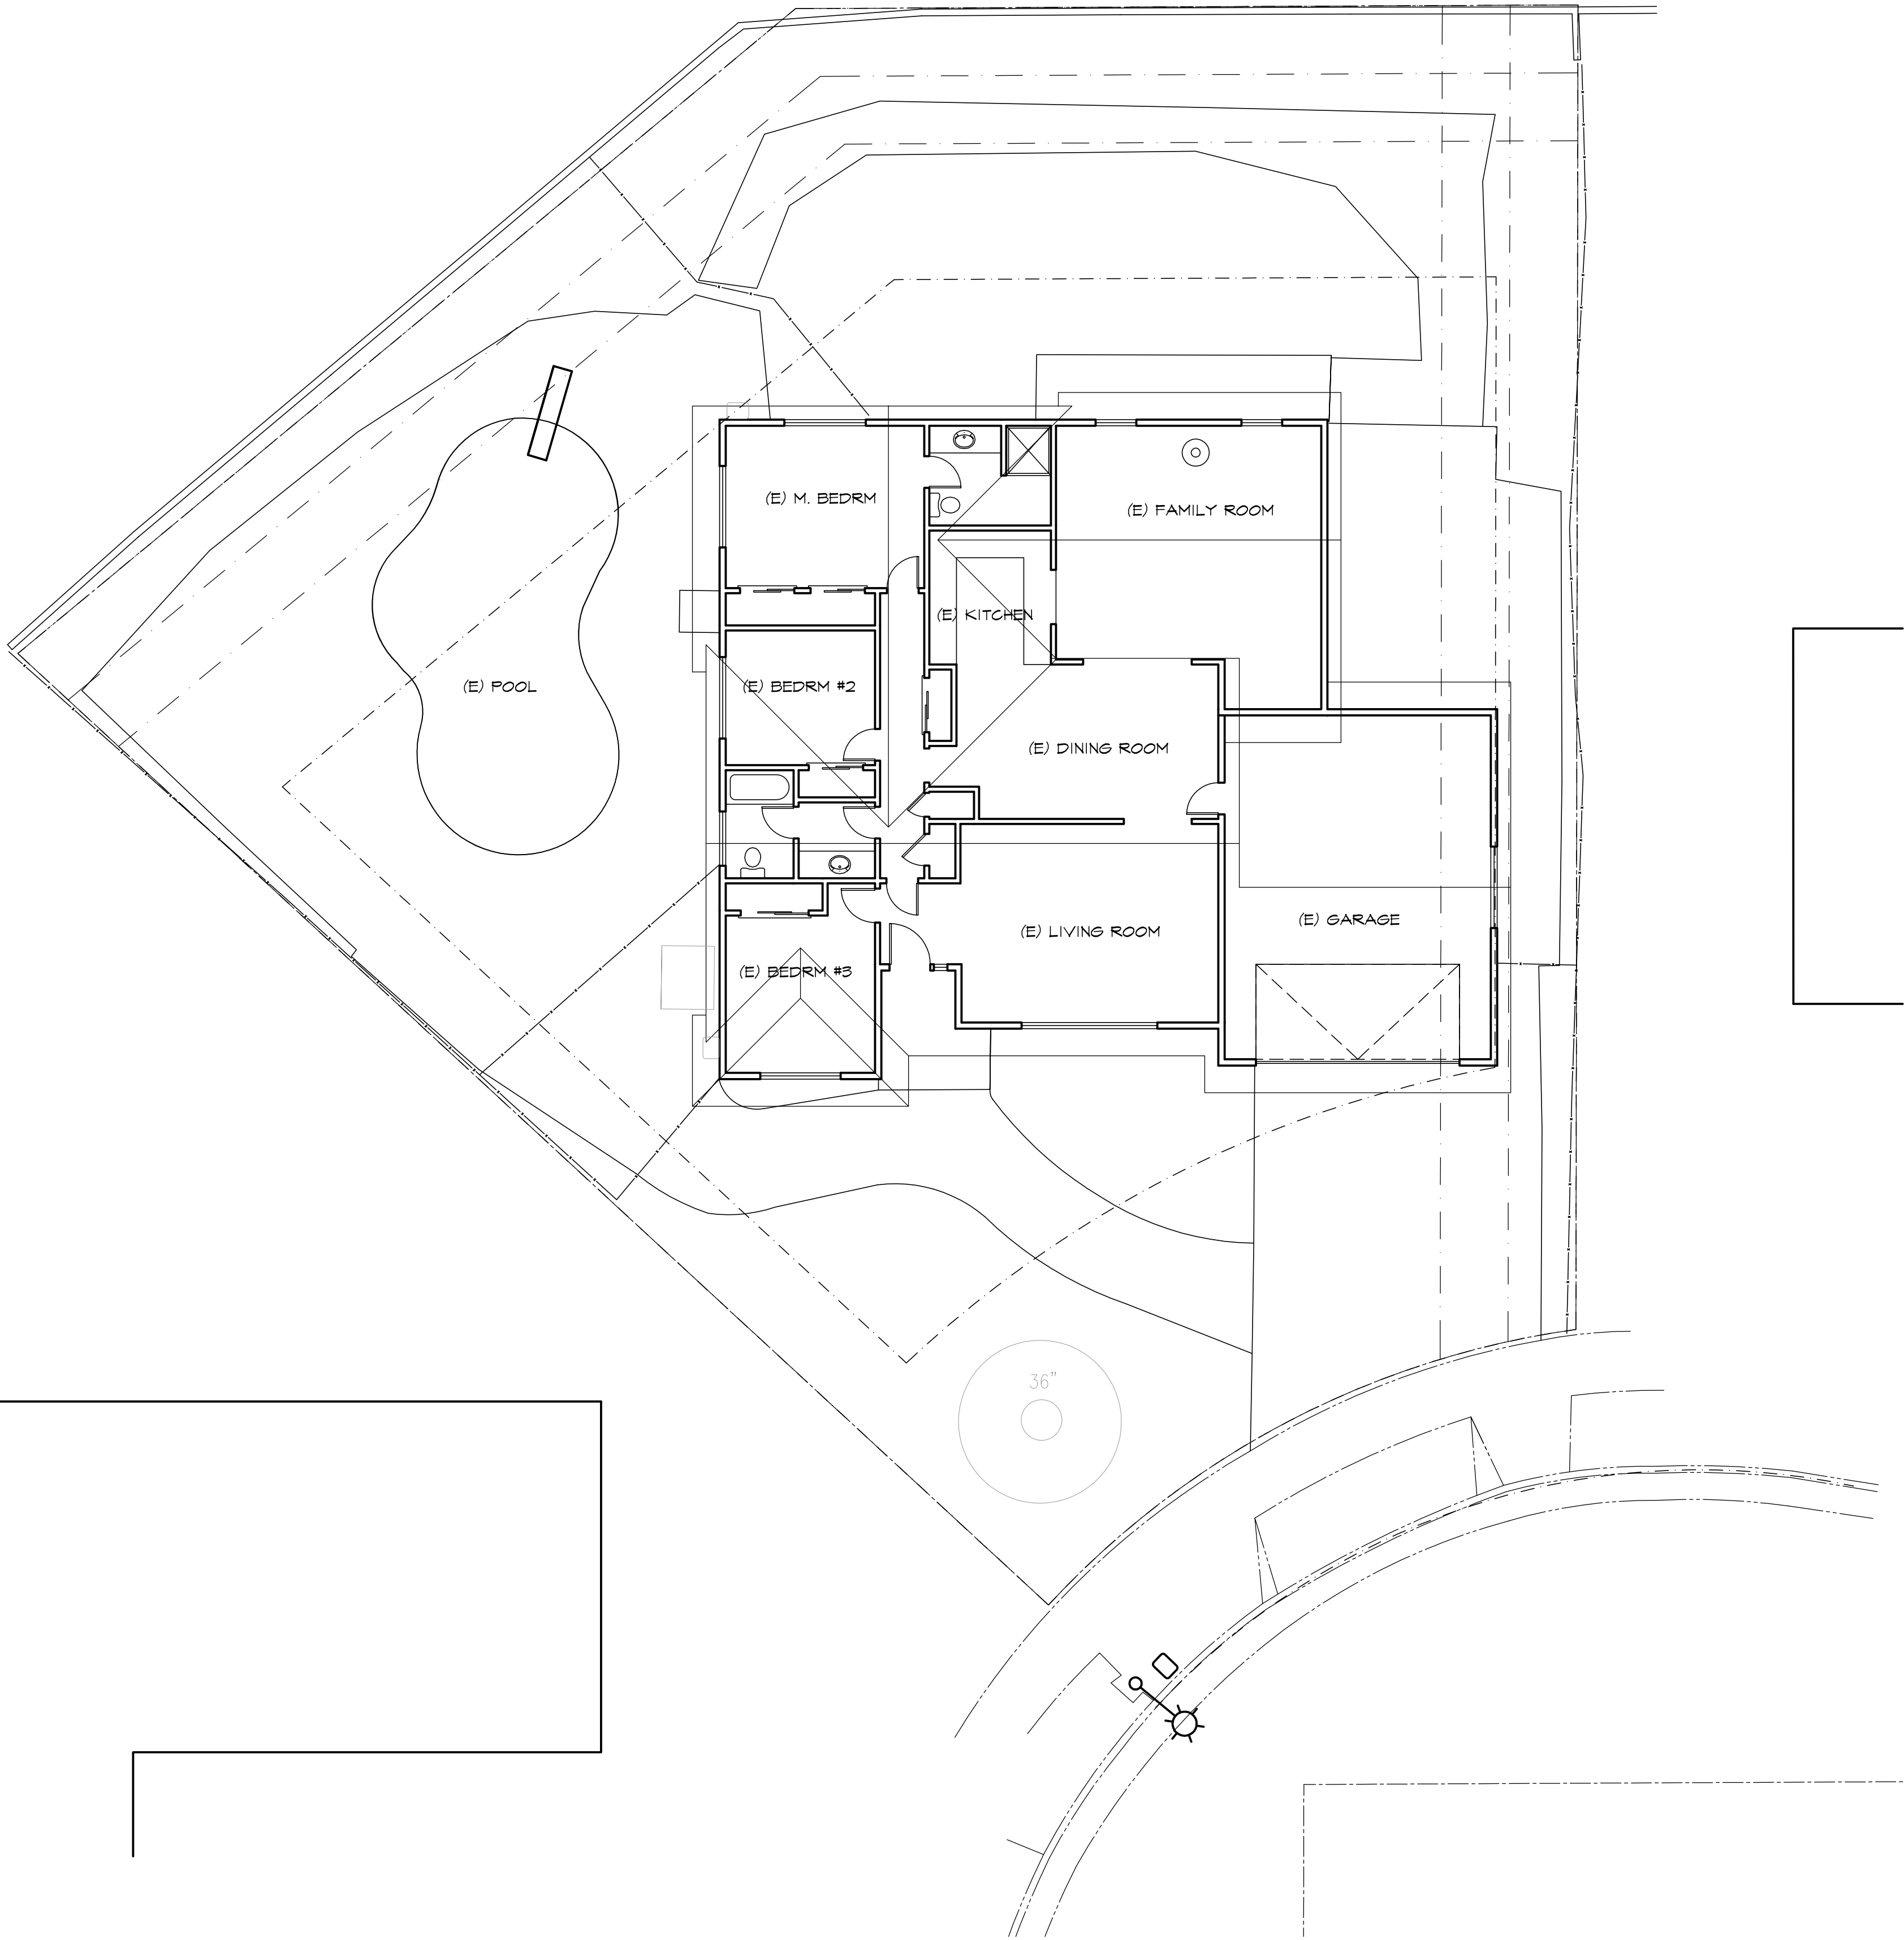 (E) M. BEDRM
(E) FAMILY ROOM
(E) KITCHEN
(E) POOL
(E) BEDRM #2
(E) DINING ROOM
(E) GARAGE
(E) LIVING ROOM
(E) BEDRM #3
36"